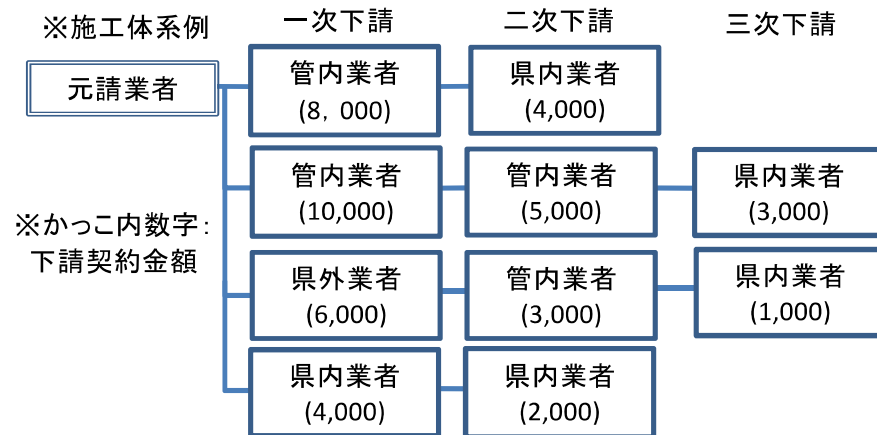 ※施工体系例
一次下請
二次下請
三次下請
元請業者
管内業者
(8，000)
県内業者
(4,000)
管内業者
(10,000)
管内業者
(5,000)
県内業者
(3,000)
※かっこ内数字：
下請契約金額
県外業者
(6,000)
管内業者
(3,000)
県内業者
(1,000)
県内業者
(4,000)
県内業者
(2,000)